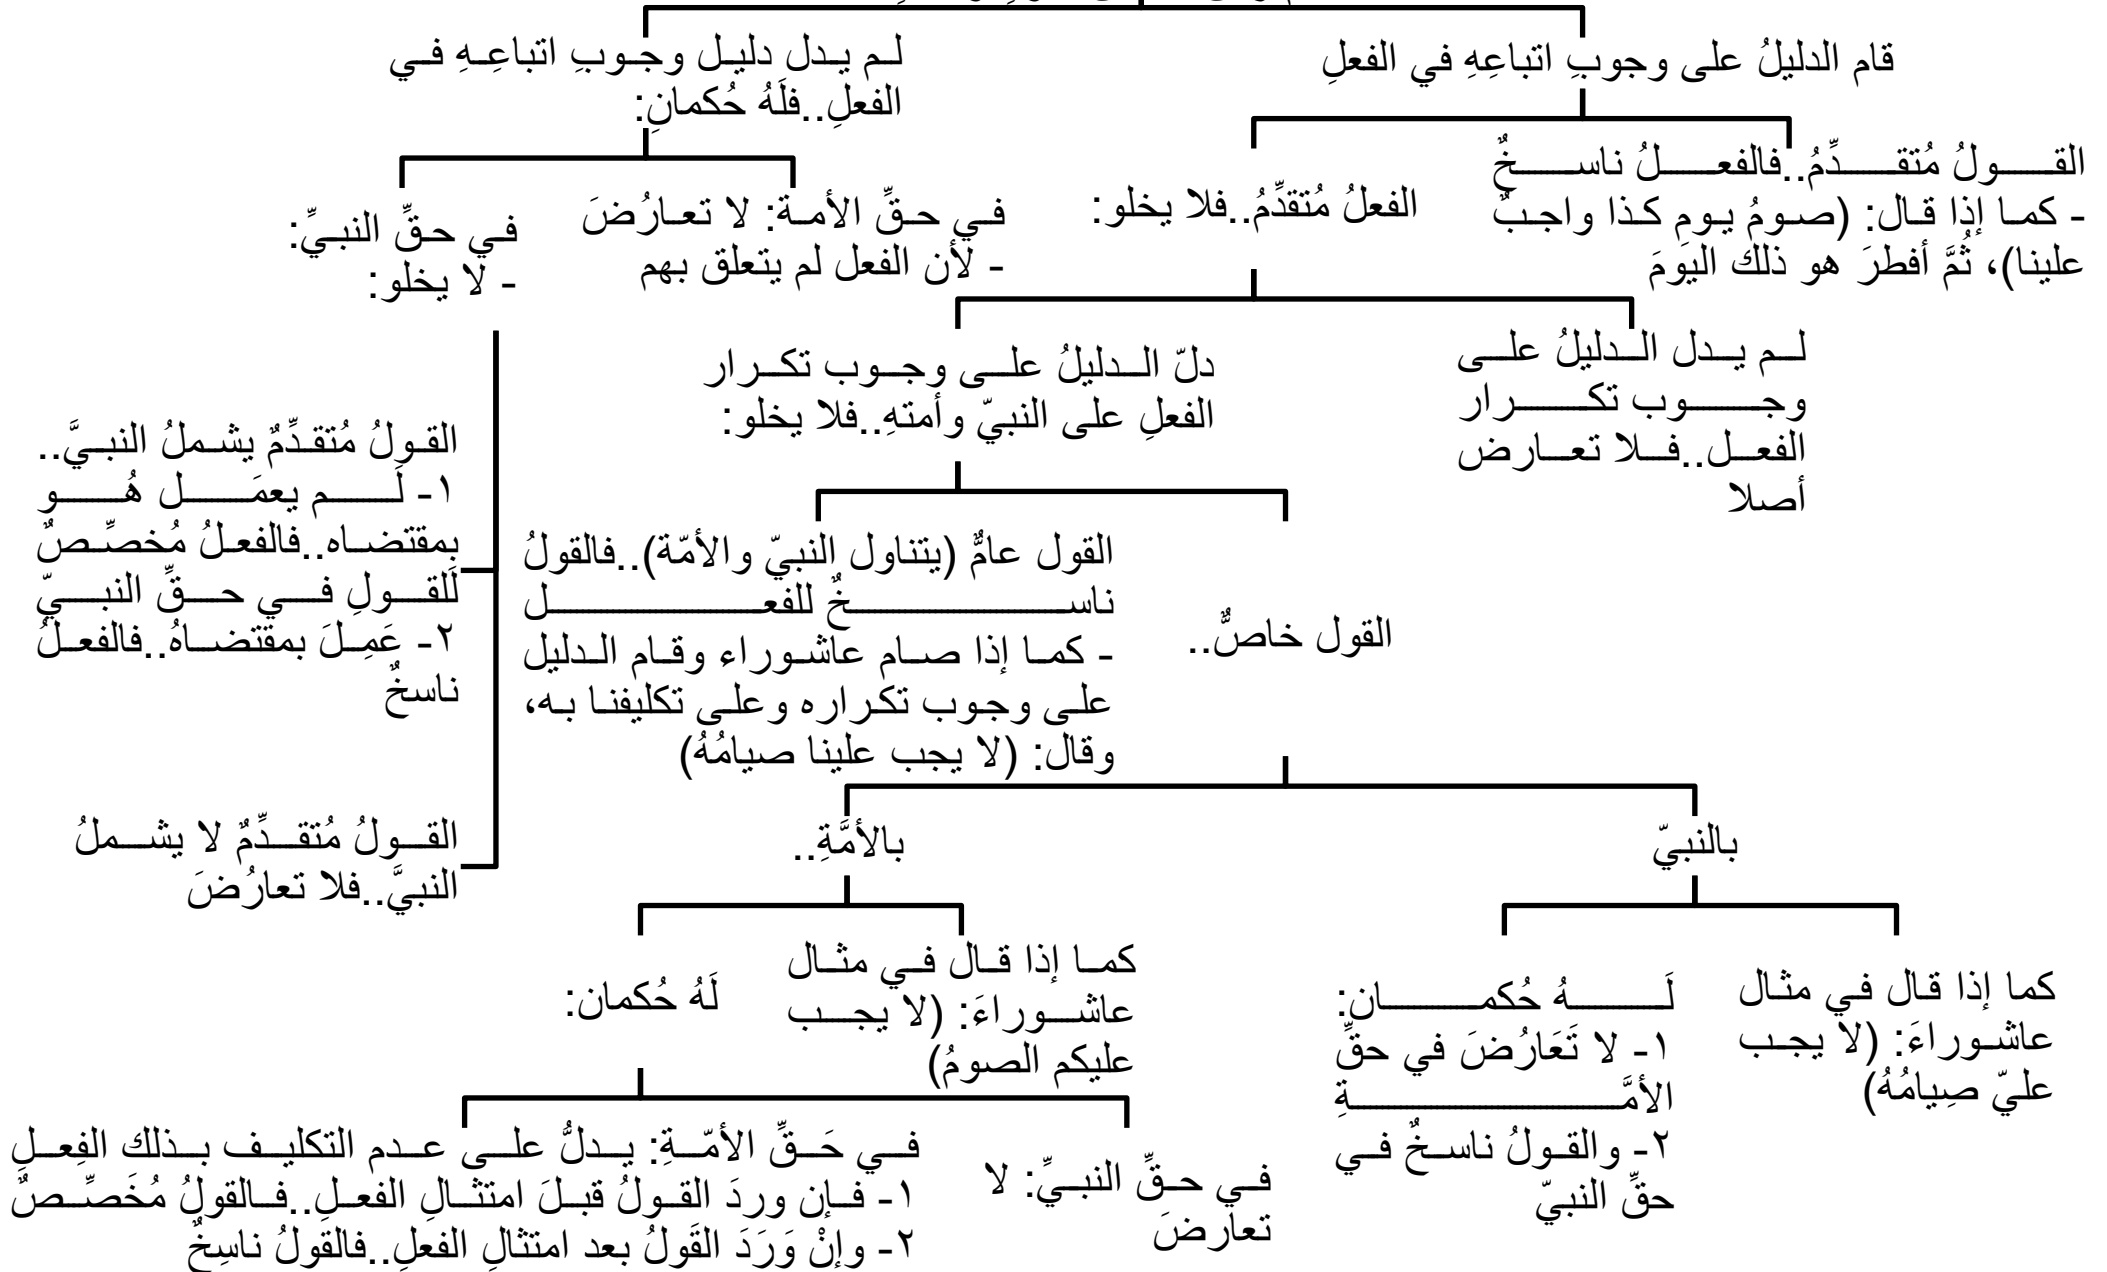 قام الدليلُ على وجوبِ اتباعِهِ في الفعلِ
لم يدل دليل وجوبِ اتباعِهِ في
الفعلِ..فلَهُ حُكمانِ:
القولُ مُتقدِّمُ..فالفعلُ ناسخٌ
- كما إذا قال: (صومُ يومِ كذا واجبٌ
علينا)، ثُمَّ أفطرَ هو ذلك اليومَ
الفعلُ مُتقدِّمُ..فلا يخلو:
في حقِّ الأمة: لا تعارُضَ
- لأن الفعل لم يتعلق بهم
في حقِّ النبيِّ:
- لا يخلو:
لم يدل الدليلُ على
وجوب تكرار
الفعل..فلا تعارض
أصلا
دلّ الدليلُ على وجوب تكرار
الفعلِ على النبيّ وأمتهِ..فلا يخلو:
القولُ مُتقدِّمٌ يشملُ النبيَّ..
١- لَم يعمَل هُو
بمقتضاه..فالفعلُ مُخصِّصٌ
للقولِ في حقِّ النبيّ
٢- عَمِلَ بمقتضاهُ..فالفعلُ
ناسخٌ
القول خاصٌّ..
القول عامٌّ (يتناول النبيّ والأمّة)..فالقولُ
ناسخٌ للفعل
- كما إذا صام عاشوراء وقام الدليل
على وجوب تكراره وعلى تكليفنا به،
وقال: (لا يجب علينا صيامُهُ)
القولُ مُتقدِّمٌ لا يشملُ
النبيَّ..فلا تعارُضَ
بالنبيّ
بالأمَّةِ..
كما إذا قال في مثال
عاشوراءَ: (لا يجب
عليّ صِيامُهُ)
لَهُ حُكمان:
١- لا تَعَارُضَ في حقِّ
الأمَّةِ
٢- والقولُ ناسخٌ في
حقِّ النبيّ
كما إذا قال في مثال
عاشوراءَ: (لا يجب
عليكم الصومُ)
لَهُ حُكمان:
في حقِّ النبيِّ: لا
تعارضَ
في حَقِّ الأمّةِ: يدلُّ على عدم التكليف بذلك الفِعلِ
١- فإن وردَ القولُ قبلَ امتثالِ الفعلِ..فالقولُ مُخَصِّصٌ
٢- وإنْ وَرَدَ القَولُ بعد امتثالِ الفعلِ..فالقولُ ناسِخٌ